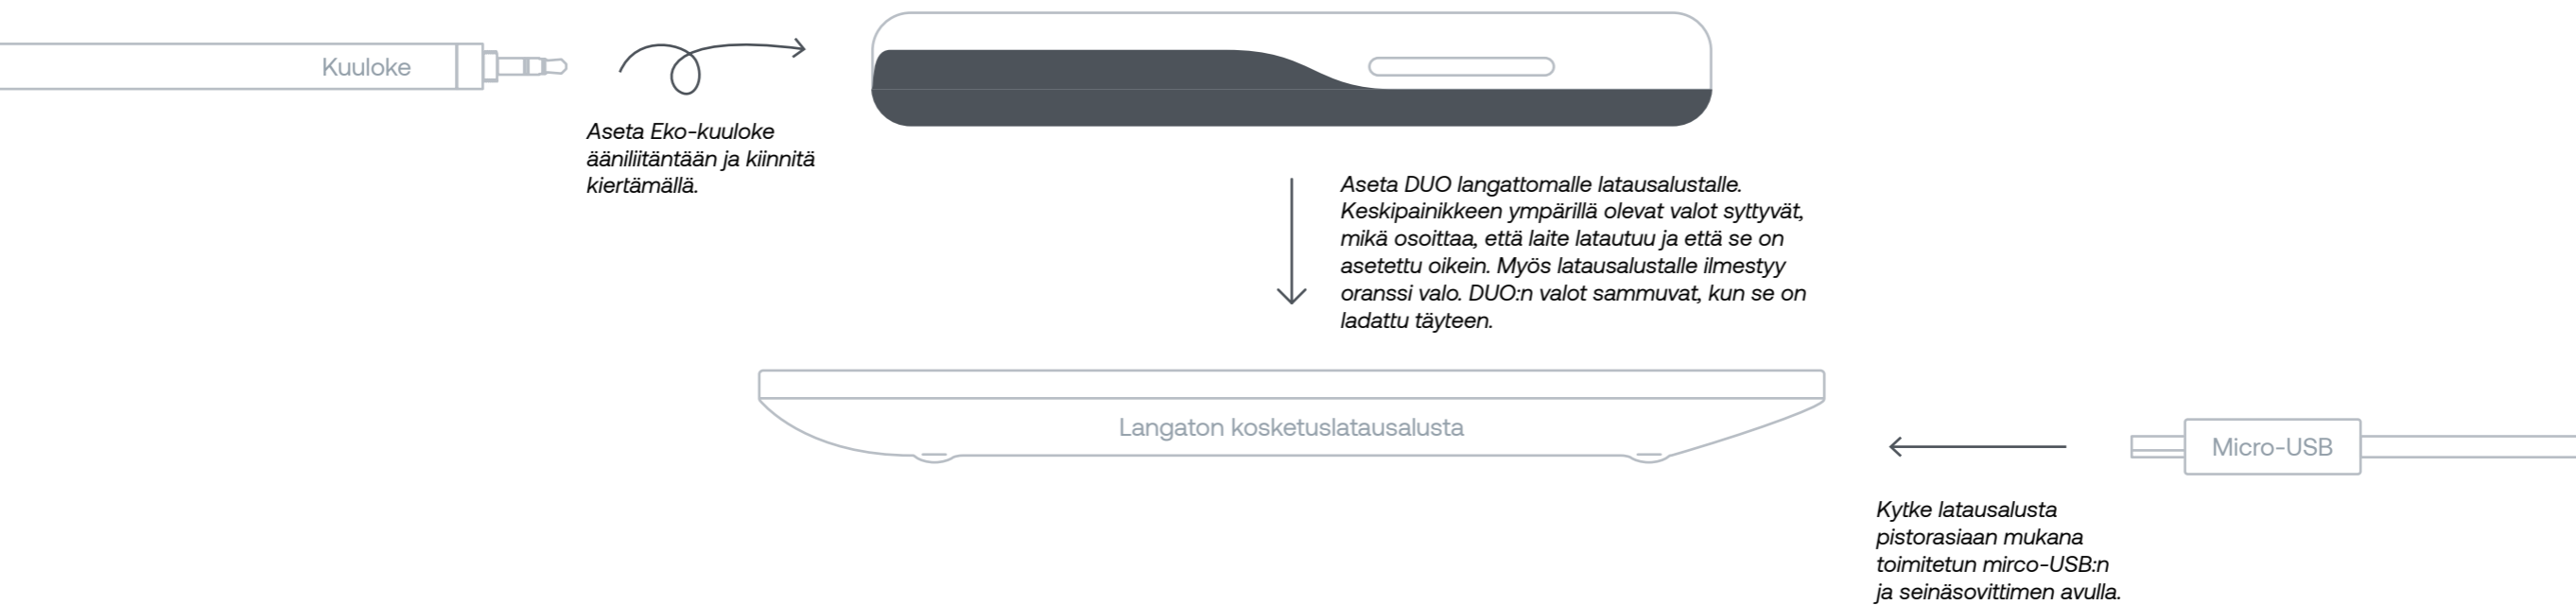 Kuuloke
Aseta Eko-kuuloke
ääniliitäntään ja kiinnitä
kiertämällä.
Aseta DUO langattomalle latausalustalle.
Keskipainikkeen ympärillä olevat valot syttyvät,
mikä osoittaa, että laite latautuu ja että se on
asetettu oikein. Myös latausalustalle ilmestyy
oranssi valo. DUO:n valot sammuvat, kun se on
ladattu täyteen.
Langaton kosketuslatausalusta
Micro-USB
Kytke latausalusta
pistorasiaan mukana
toimitetun mirco-USB:n
ja seinäsovittimen avulla.